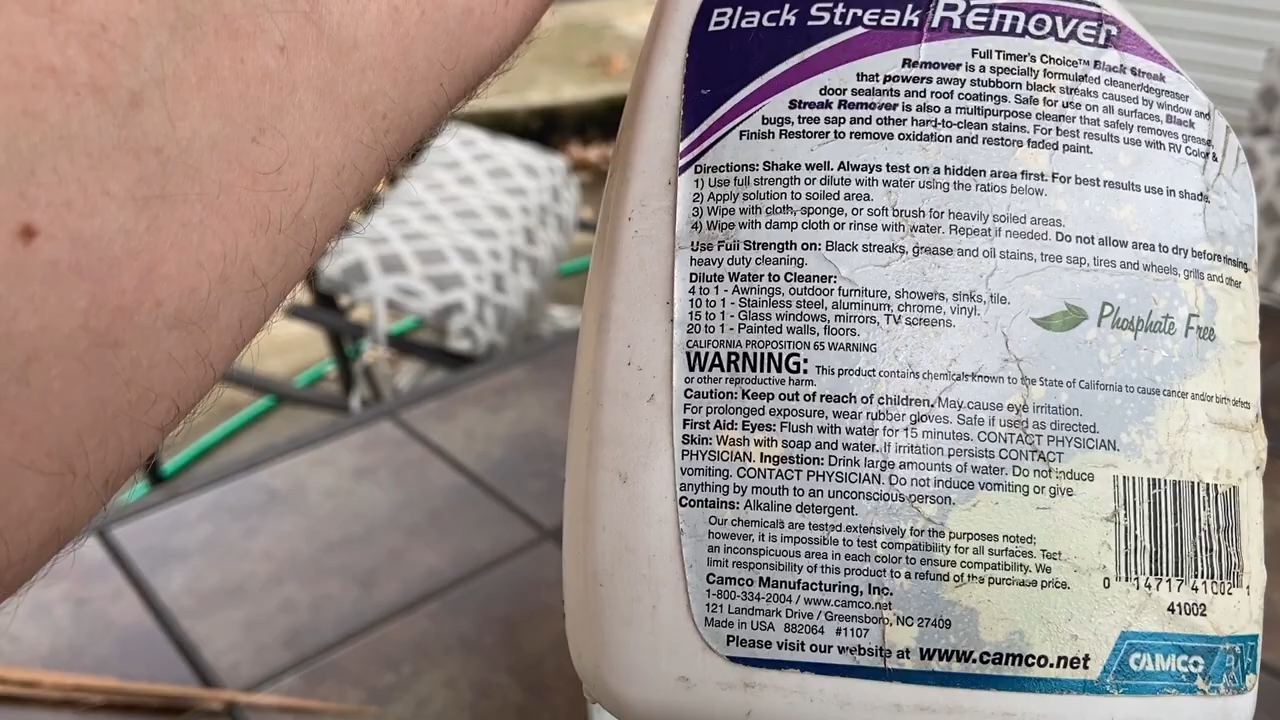 Black Streak Remover
Full Timer's Choice™ Black Streak
Remover is a specially formulated cleaner/degreaser
that powers away stubborn black streaks caused by window and
door sealants and roof coatings. Safe for use on all surfaces, Black
Streak Remover is also a multipurpose cleaner that safely removes grease,
bugs, tree sap and other hard-to-clean stains. For best results use with RV Color &
Finish Restorer to remove oxidation and restore faded paint.
Directions: Shake well. Always test on a hidden area first. For best results use in shade.
1) Use full strength or dilute with water using the ratios below.
2) Apply solution to soiled area.
3) Wipe with cloth, sponge, or soft brush for heavily soiled areas.
4) Wipe with damp cloth or rinse with water. Repeat if needed. Do not allow area to dry before rinsing.
Use Full Strength on: Black streaks, grease and oil stains, tree sap, tires and wheels, grills and other
heavy duty cleaning.
Dilute Water to Cleaner:
4 to 1 - Awnings, outdoor furniture, showers, sinks, tile.
10 to 1 - Stainless steel, aluminum, chrome, vinyl.
15 to 1 - Glass windows, mirrors, TV screens.
20 to 1 - Painted walls, floors.
Phosphate Free
CALIFORNIA PROPOSITION 65 WARNING
WARNING: This product contains chemicals known to the State of California to cause cancer and/or birth defects
or other reproductive harm.
Caution: Keep out of reach of children. May cause eye irritation.
For prolonged exposure, wear rubber gloves. Safe if used as directed.
First Aid: Eyes: Flush with water for 15 minutes. CONTACT PHYSICIAN.
Skin: Wash with soap and water. If irritation persists CONTACT
PHYSICIAN. Ingestion: Drink large amounts of water. Do not induce
vomiting. CONTACT PHYSICIAN. Do not induce vomiting or give
anything by mouth to an unconscious person.
Contains: Alkaline detergent.
Our chemicals are tested extensively for the purposes noted;
however, it is impossible to test compatibility for all surfaces. Test
an inconspicuous area in each color to ensure compatibility. We
limit responsibility of this product to a refund of the purchase price.
Camco Manufacturing, Inc.
1-800-334-2004 / www.camco.net
121 Landmark Drive / Greensboro, NC 27409
Made in USA 882064 #1107
Please visit our website at www.camco.net
0 14717 41002 1
41002
CAMCO RV